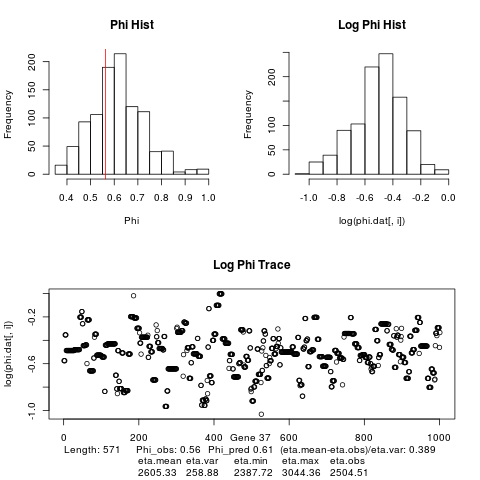 Phi Hist
Log Phi Hist
Frequency
0 50 100 150 200
0.4 0.5 0.6 0.7 0.8 0.9 1.0
Phi
Frequency
0 50 150 250
-1.0 -0.8 -0.6 -0.4 -0.2 0.0
log(phi.dat[, i])
Log Phi Trace
log(phi.dat[, i])
-1.0 -0.6 -0.2
0 200 400 600 800 1000
Gene 37
Length: 571 Phi_obs: 0.56 Phi_pred 0.61 (eta.mean-eta.obs)/eta.var: 0.389
eta.mean eta.var eta.min eta.max eta.obs
2605.33 258.88 2387.72 3044.36 2504.51